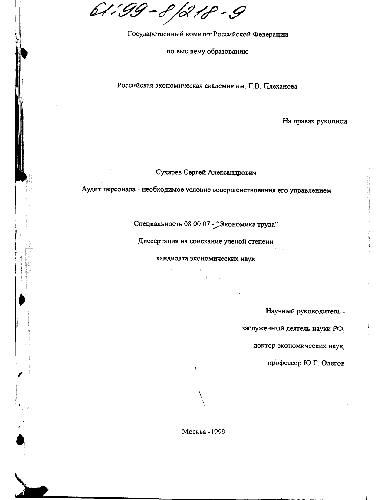 61:99-8/218-9
Государственный комитет Российской Федерации
по высшему образованию
Российская экономическая академия им. Г.В. Плеханова
На правах рукописи
Сухарев Сергей Александрович
Аудит персонала - необходимое условие совершенствования его управлением
Специальность 08.00.07 - "Экономика труда"
Диссертация на соискание ученой степени
кандидата экономических наук
Научный руководитель -
заслуженный деятель науки РФ,
доктор экономических наук,
профессор Ю.Г. Одегов
Москва -1998